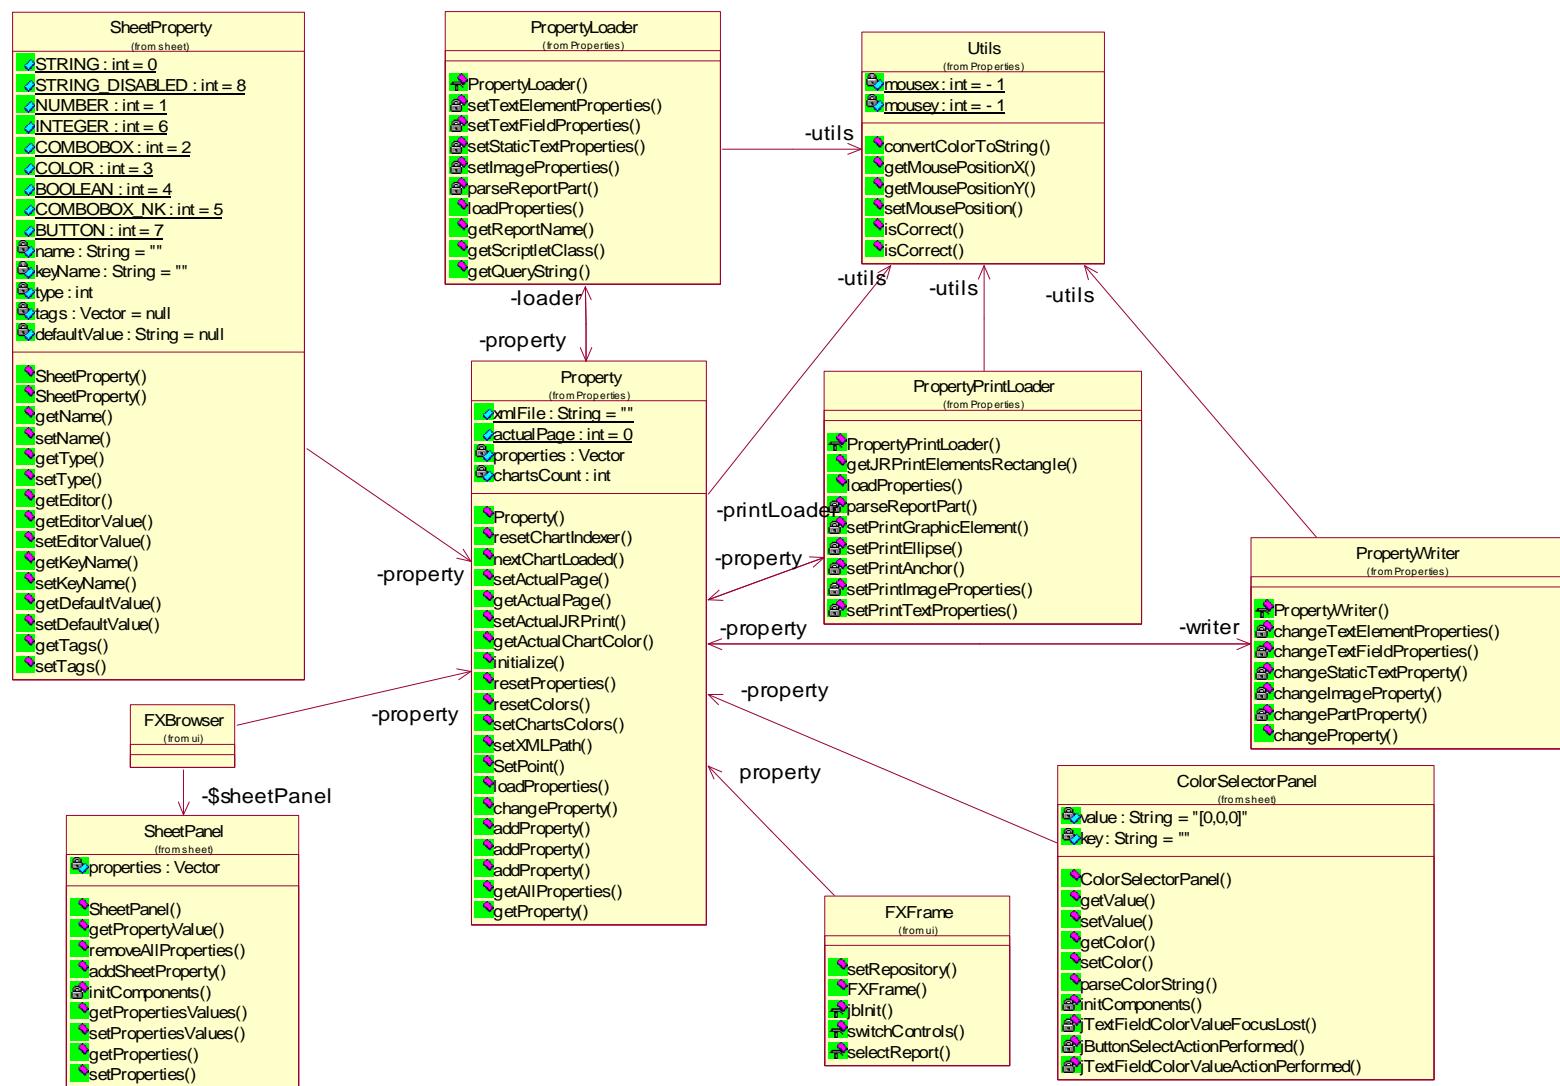 SheetProperty
(from sheet)
STRING : int = 0
STRING_DISABLED : int = 8
NUMBER : int = 1
INTEGER : int = 6
COMBOBOX : int = 2
COLOR : int = 3
BOOLEAN : int = 4
COMBOBOX_NK : int = 5
BUTTON : int = 7
name : String = ""
keyName : String = ""
type : int
tags : Vector = null
defaultValue : String = null
SheetProperty()
SheetProperty()
getName()
setName()
getType()
setType()
getEditor()
getEditorValue()
setEditorValue()
getKeyName()
setKeyName()
getDefaultValue()
setDefaultValue()
getTags()
setTags()
-property
PropertyLoader
(from Properties)
PropertyLoader()
setTextElementProperties()
setTextFieldProperties()
setStaticTextProperties()
setImageProperties()
parseReportPart()
loadProperties()
getReportName()
getScriptletClass()
getQueryString()
-utils
-loader
-property
Utils
(from Properties)
mousex : int = - 1
mousey : int = - 1
convertColorToString()
getMousePositionX()
getMousePositionY()
setMousePosition()
isCorrect()
isCorrect()
-utils
-utils
-utils
Property
(from Properties)
xmlFile : String = ""
actualPage : int = 0
properties : Vector
chartsCount : int
Property()
resetChartIndexer()
nextChartLoaded()
setActualPage()
getActualPage()
setActualJRPrint()
getActualChartColor()
initialize()
resetProperties()
resetColors()
setChartsColors()
setXMLPath()
SetPoint()
loadProperties()
changeProperty()
addProperty()
addProperty()
addProperty()
getAllProperties()
getProperty()
PropertyPrintLoader
(from Properties)
PropertyPrintLoader()
getJRPrintElementsRectangle()
loadProperties()
parseReportPart()
setPrintGraphicElement()
setPrintEllipse()
setPrintAnchor()
setPrintImageProperties()
setPrintTextProperties()
-printLoader
-property
-property
-writer
-property
property
PropertyWriter
(from Properties)
PropertyWriter()
changeTextElementProperties()
changeTextFieldProperties()
changeStaticTextProperty()
changeImageProperty()
changePartProperty()
changeProperty()
FXBrowser
(from ui)
-property
-$sheetPanel
SheetPanel
(from sheet)
properties : Vector
SheetPanel()
getPropertyValue()
removeAllProperties()
addSheetProperty()
initComponents()
getPropertiesValues()
setPropertiesValues()
getProperties()
setProperties()
FXFrame
(from ui)
setRepository()
FXFrame()
jbInit()
switchControls()
selectReport()
ColorSelectorPanel
(from sheet)
value : String = "[0,0,0]"
key : String = ""
ColorSelectorPanel()
getValue()
setValue()
getColor()
setColor()
parseColorString()
initComponents()
jTextFieldColorValueFocusLost()
jButtonSelectActionPerformed()
jTextFieldColorValueActionPerformed()